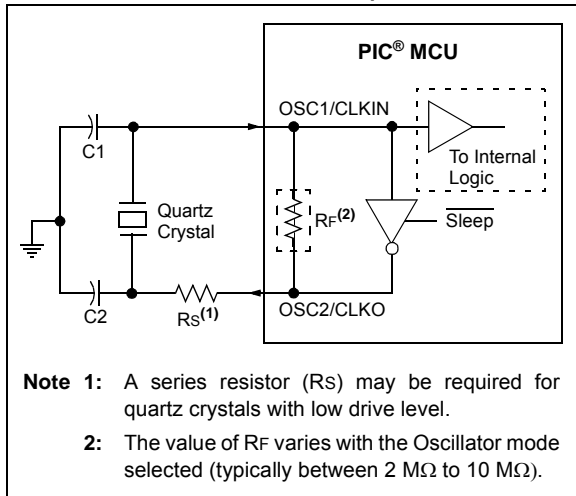 PIC® MCU
OSC1/CLKIN
C1
To Internal
Logic
Quartz
Crystal
RF(2)
Sleep
C2
RS(1)
OSC2/CLKO
Note 1: A series resistor (RS) may be required for
quartz crystals with low drive level.
2: The value of RF varies with the Oscillator mode
selected (typically between 2 MΩ to 10 MΩ).